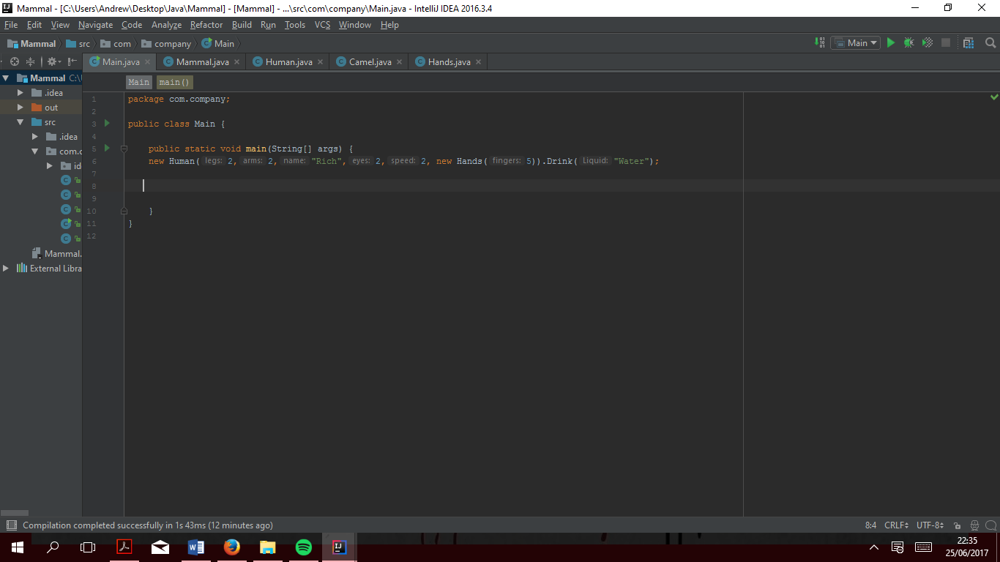 Mammal - [C:\Users\Andrew\Desktop\Java\Mammal] - [Mammal] - ...\src\com\company\Main.java - IntelliJ IDEA 2016.3.4
File Edit View Navigate Code Analyze Refactor Build Run Tools VCS Window Help
Mammal src com company Main
Main
Main.java Mammal.java Human.java Camel.java Hands.java
Mammal C:\
.idea
out
src
.idea
com.c
id
Mammal.
External Libra
Main main()
1 package com.company;
2
3 public class Main {
4
5 public static void main(String[] args) {
6 new Human( legs: 2, arms: 2, name: "Rich", eyes: 2, speed: 2, new Hands( fingers: 5)).Drink( Liquid: "Water");
7
8
9
10 }
11 }
12
Compilation completed successfully in 1s 43ms (12 minutes ago)
8:4 CRLF UTF-8
22:35
25/06/2017